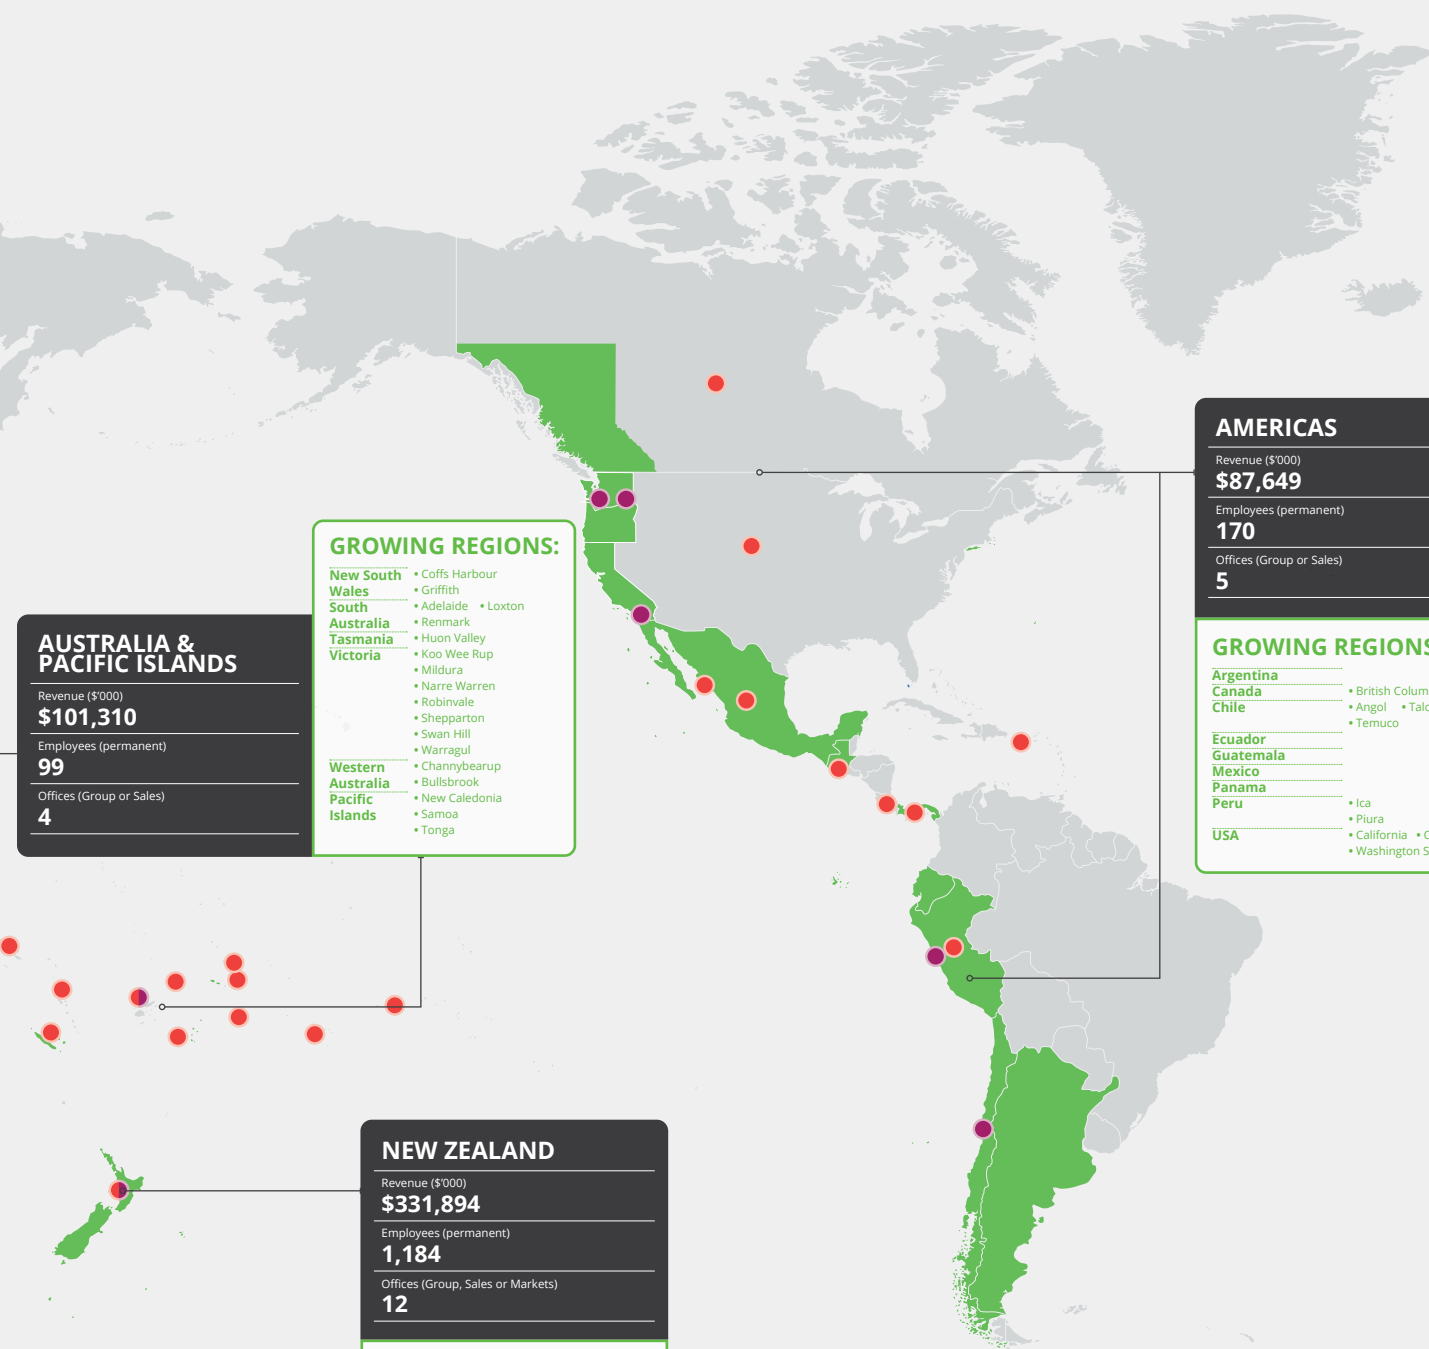 AMERICAS
Revenue ($'000)
$87,649
Employees (permanent)
170
Offices (Group or Sales)
5
GROWING REGIONS
Argentina
Canada • British Colum
Chile • Angol • Talc
• Temuco
Ecuador
Guatemala
Mexico
Panama
Peru • Ica
• Piura
USA • California •
• Washington S
AUSTRALIA &
PACIFIC ISLANDS
Revenue ($'000)
$101,310
Employees (permanent)
99
Offices (Group or Sales)
4
GROWING REGIONS:
New South • Coffs Harbour
Wales • Griffith
South • Adelaide • Loxton
Australia • Renmark
Tasmania • Huon Valley
Victoria • Koo Wee Rup
• Mildura
• Narre Warren
• Robinvale
• Shepparton
• Swan Hill
• Warragul
Western • Channybearup
Australia • Bullsbrook
Pacific • New Caledonia
Islands • Samoa
• Tonga
NEW ZEALAND
Revenue ($'000)
$331,894
Employees (permanent)
1,184
Offices (Group, Sales or Markets)
12